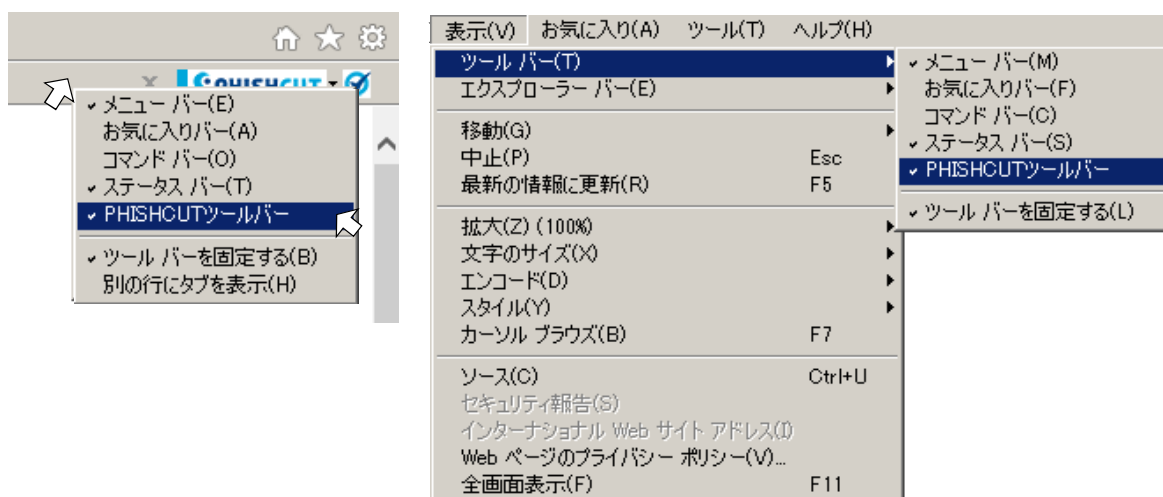 PHISHCUT
✓メニュー バー(E)
お気に入りバー(A)
コマンド バー(O)
✓ステータス バー(T)
✓PHISHCUTツールバー
✓ツール バーを固定する(B)
別の行にタブを表示(H)
表示(V) お気に入り(A) ツール(T) ヘルプ(H)
ツール バー(T)
エクスプローラー バー(E)
移動(G)
中止(P) Esc
最新の情報に更新(R) F5
拡大(Z) (100%)
文字のサイズ(X)
エンコード(D)
スタイル(Y)
カーソル ブラウズ(B) F7
ソース(C) Ctrl+U
セキュリティ報告(S)
インターナショナル Web サイト アドレス(I)
Web ページのプライバシー ポリシー(V)...
全画面表示(F) F11
✓メニュー バー(M)
お気に入りバー(F)
コマンド バー(C)
✓ステータス バー(S)
✓PHISHCUTツールバー
✓ツール バーを固定する(L)